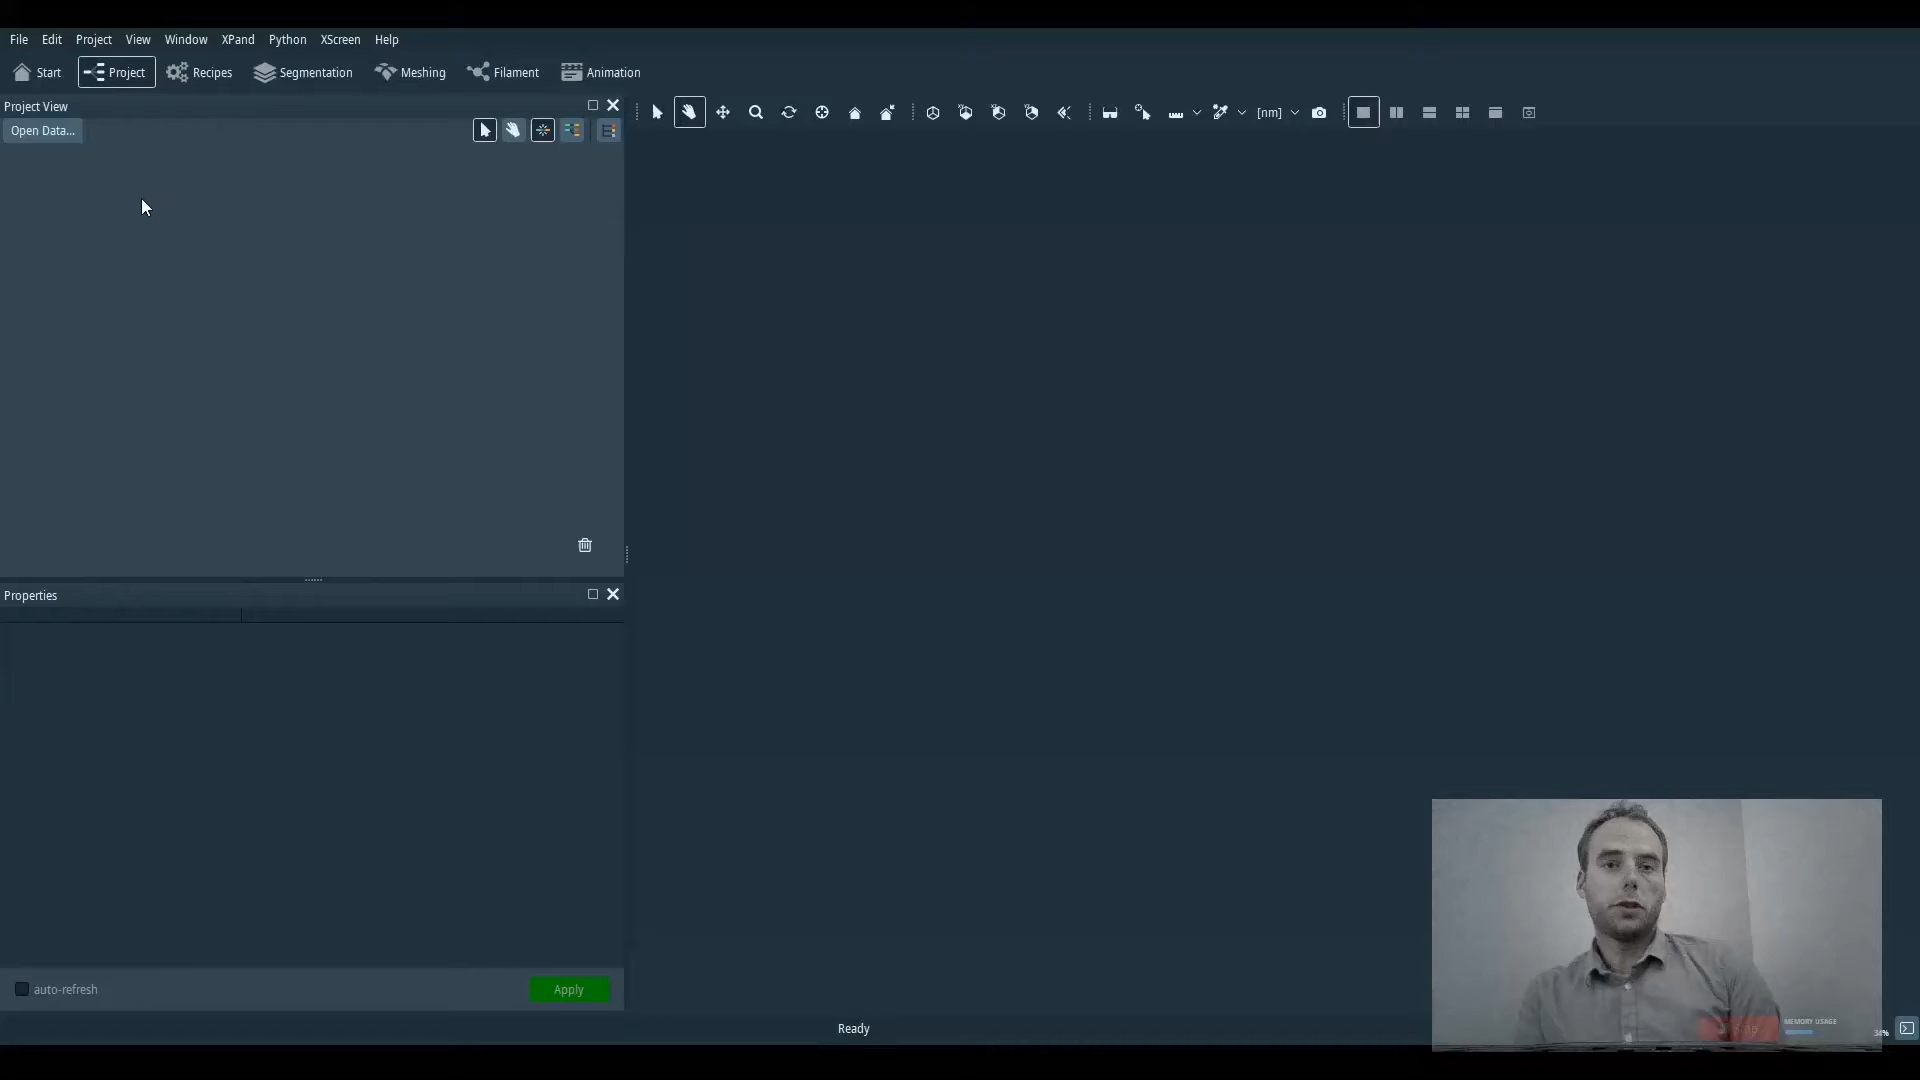 File Edit Project View Window XPand Python XScreen Help
Start Project Recipes Segmentation Meshing Filament Animation
Project View
Open Data...
[nm]
Properties
auto-refresh
Apply
Ready
MEMORY USAGE
34%